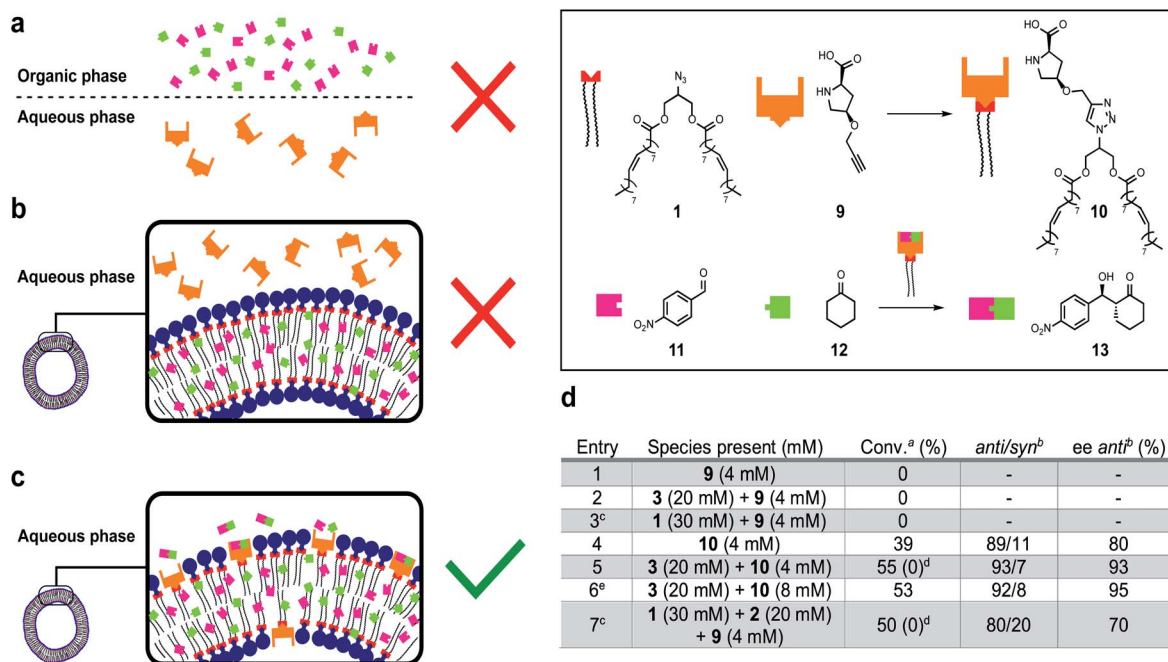 a
Organic phase
Aqueous phase
b
Aqueous phase
c
Aqueous phase
N3
O
O
O
O
7
7
7
7
1
HO
O
HN
O
9
HO
O
HN
O
N
N
N
O
O
O
O
7
7
7
7
10
O
NO2
11
O
12
OH
O
NO2
13
d
Entry Species present (mM) Conv.a (%) anti/synb ee antib (%)
1 9 (4 mM) 0 - -
2 3 (20 mM) + 9 (4 mM) 0 - -
3c 1 (30 mM) + 9 (4 mM) 0 - -
4 10 (4 mM) 39 89/11 80
5 3 (20 mM) + 10 (4 mM) 55 (0)d 93/7 93
6e 3 (20 mM) + 10 (8 mM) 53 92/8 95
7c 1 (30 mM) + 2 (20 mM) 50 (0)d 80/20 70
+ 9 (4 mM)